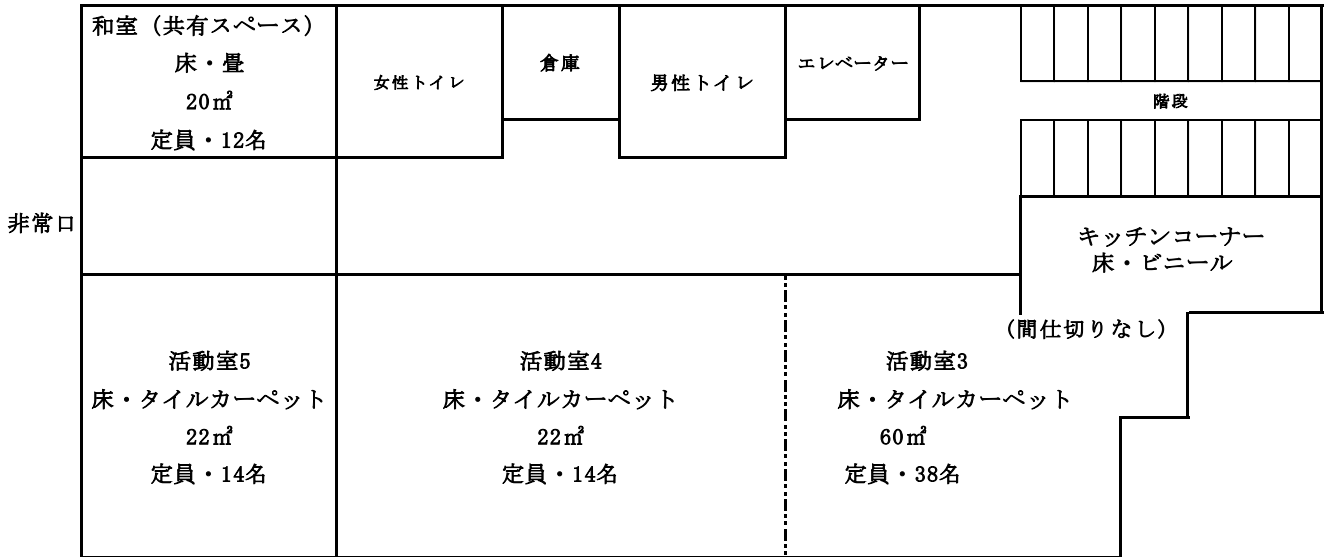 和室（共有スペース）
床・畳
20㎡
定員・12名
女性トイレ
倉庫
男性トイレ
エレベーター
階段
非常口
キッチンコーナー
床・ビニール
(間仕切りなし)
活動室5
床・タイルカーペット
22㎡
定員・14名
活動室4
床・タイルカーペット
22㎡
定員・14名
活動室3
床・タイルカーペット
60㎡
定員・38名